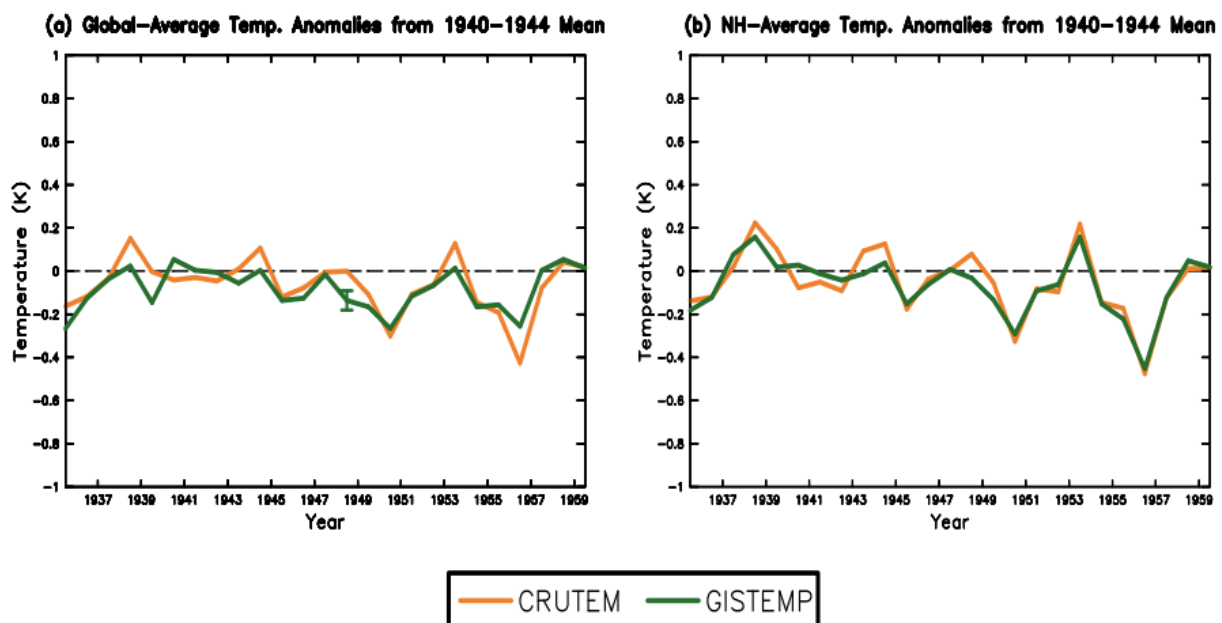 (a) Global-Average Temp. Anomalies from 1940-1944 Mean
1
0.8
0.6
0.4
0.2
0
-0.2
-0.4
-0.6
-0.8
-1
Temperature (K)
1937 1939 1941 1943 1945 1947 1949 1951 1953 1955 1957 1959
Year
(b) NH-Average Temp. Anomalies from 1940-1944 Mean
1
0.8
0.6
0.4
0.2
0
-0.2
-0.4
-0.6
-0.8
-1
Temperature (K)
1937 1939 1941 1943 1945 1947 1949 1951 1953 1955 1957 1959
Year
CRUTEM GISTEMP